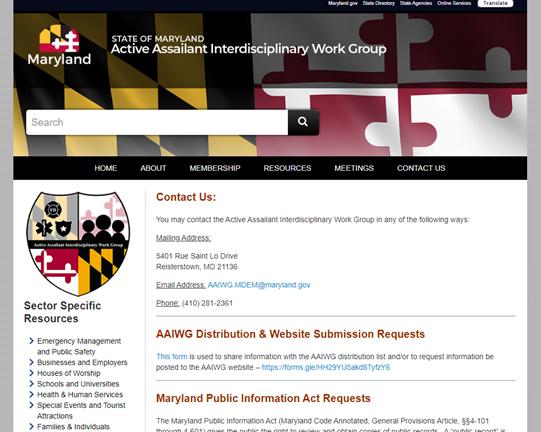 Maryland.gov State Directory State Agencies Online Services Translate
STATE OF MARYLAND
Active Assailant Interdisciplinary Work Group
Maryland
Search
HOME ABOUT MEMBERSHIP RESOURCES MEETINGS CONTACT US
FD
Active Assailant Interdisciplinary Work Group
Sector Specific
Resources
Emergency Management
and Public Safety
Businesses and Employers
Houses of Worship
Schools and Universities
Health & Human Services
Special Events and Tourist
Attractions
Families & Individuals
Contact Us:
You may contact the Active Assailant Interdisciplinary Work Group in any of the following ways:
Mailing Address:
5401 Rue Saint Lo Drive
Reisterstown, MD 21136
Email Address: AAIWG.MDEM@maryland.gov
Phone: (410) 281-2361
AAIWG Distribution & Website Submission Requests
This form is used to share information with the AAIWG distribution list and/or to request information be
posted to the AAIWG website – https://forms.gle/HH29YU5akd8TyfzY6
Maryland Public Information Act Requests
The Maryland Public Information Act (Maryland Code Annotated, General Provisions Article, §§4-101
through 4-601) gives the public the right to review and obtain copies of public records. A "public record" is